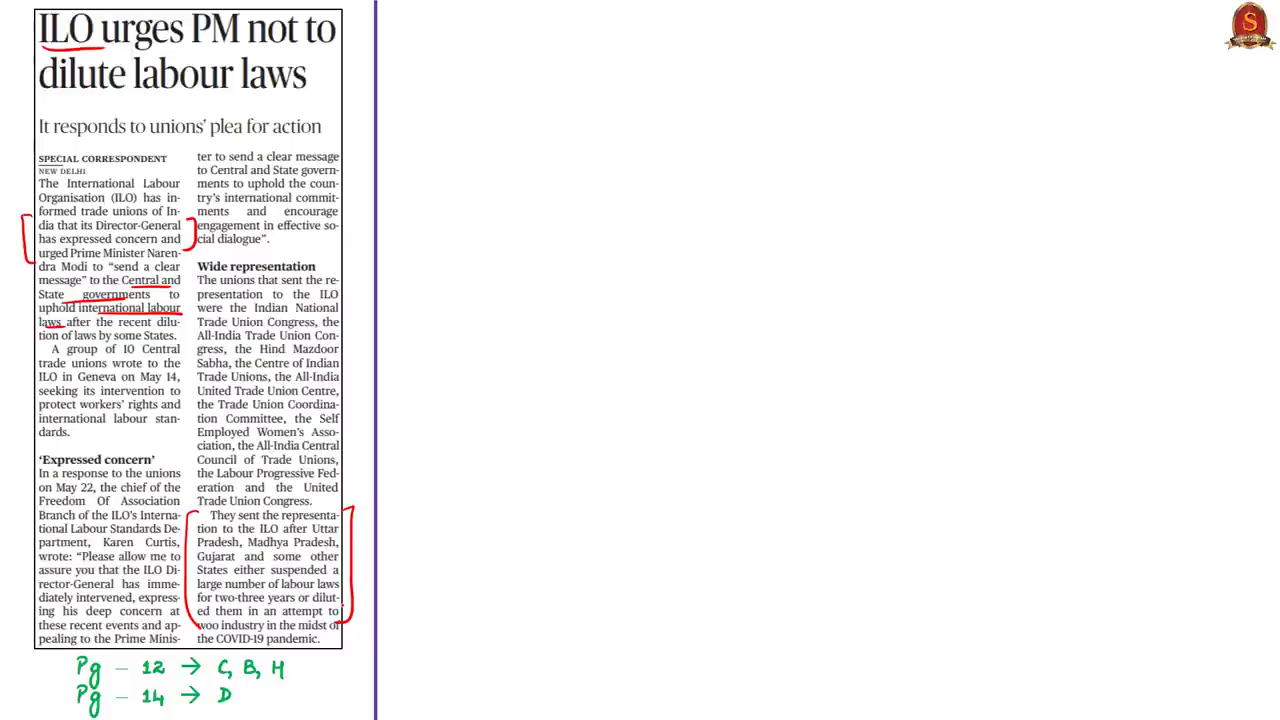 ILO urges PM not to
dilute labour laws
It responds to unions' plea for action
SPECIAL CORRESPONDENT
NEW DELHI
The International Labour
Organisation (ILO) has in-
formed trade unions of In-
dia that its Director-General
has expressed concern and
urged Prime Minister Naren-
dra Modi to “send a clear
message” to the Central and
State governments to
uphold international labour
laws after the recent dilu-
tion of laws by some States.
A group of 10 Central
trade unions wrote to the
ILO in Geneva on May 14,
seeking its intervention to
protect workers’ rights and
international labour stan-
dards.
‘Expressed concern’
In a response to the unions
on May 22, the chief of the
Freedom Of Association
Branch of the ILO’s Interna-
tional Labour Standards De-
partment, Karen Curtis,
wrote: “Please allow me to
assure you that the ILO Di-
rector-General has imme-
diately intervened, express-
ing his deep concern at
these recent events and ap-
pealing to the Prime Minis-
ter to send a clear message
to Central and State govern-
ments to uphold the coun-
try’s international commit-
ments and encourage
engagement in effective so-
cial dialogue”.
Wide representation
The unions that sent the re-
presentation to the ILO
were the Indian National
Trade Union Congress, the
All-India Trade Union Con-
gress, the Hind Mazdoor
Sabha, the Centre of Indian
Trade Unions, the All-India
United Trade Union Centre,
the Trade Union Coordina-
tion Committee, the Self
Employed Women’s Asso-
ciation, the All-India Central
Council of Trade Unions,
the Labour Progressive Fed-
eration and the United
Trade Union Congress.
They sent the representa-
tion to the ILO after Uttar
Pradesh, Madhya Pradesh,
Gujarat and some other
States either suspended a
large number of labour laws
for two-three years or dilut-
ed them in an attempt to
woo industry in the midst of
the COVID-19 pandemic.
Pg – 12 → C, B, H
Pg – 14 → D
S